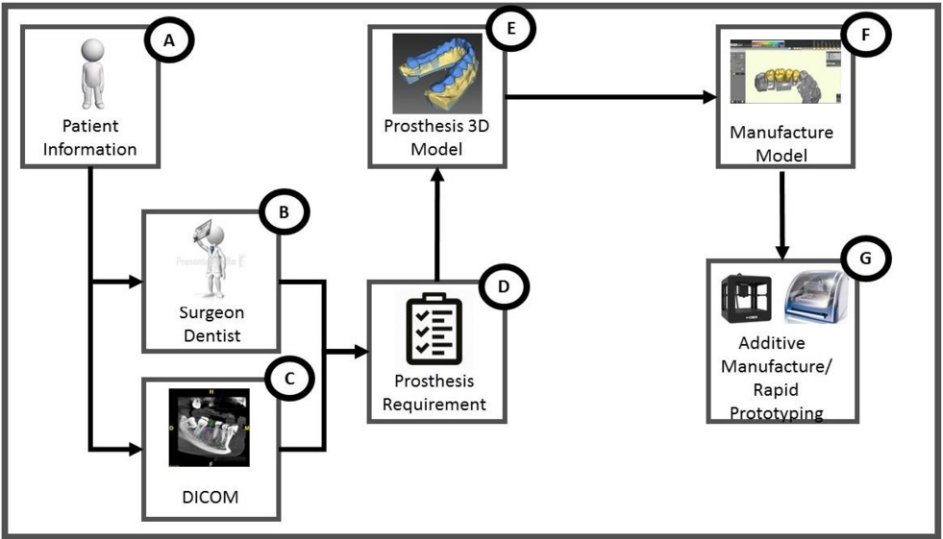 A
Patient
Information
B
Surgeon
Dentist
C
DICOM
D
Prosthesis
Requirement
E
Prosthesis 3D
Model
F
Manufacture
Model
G
Additive
Manufacture/
Rapid
Prototyping